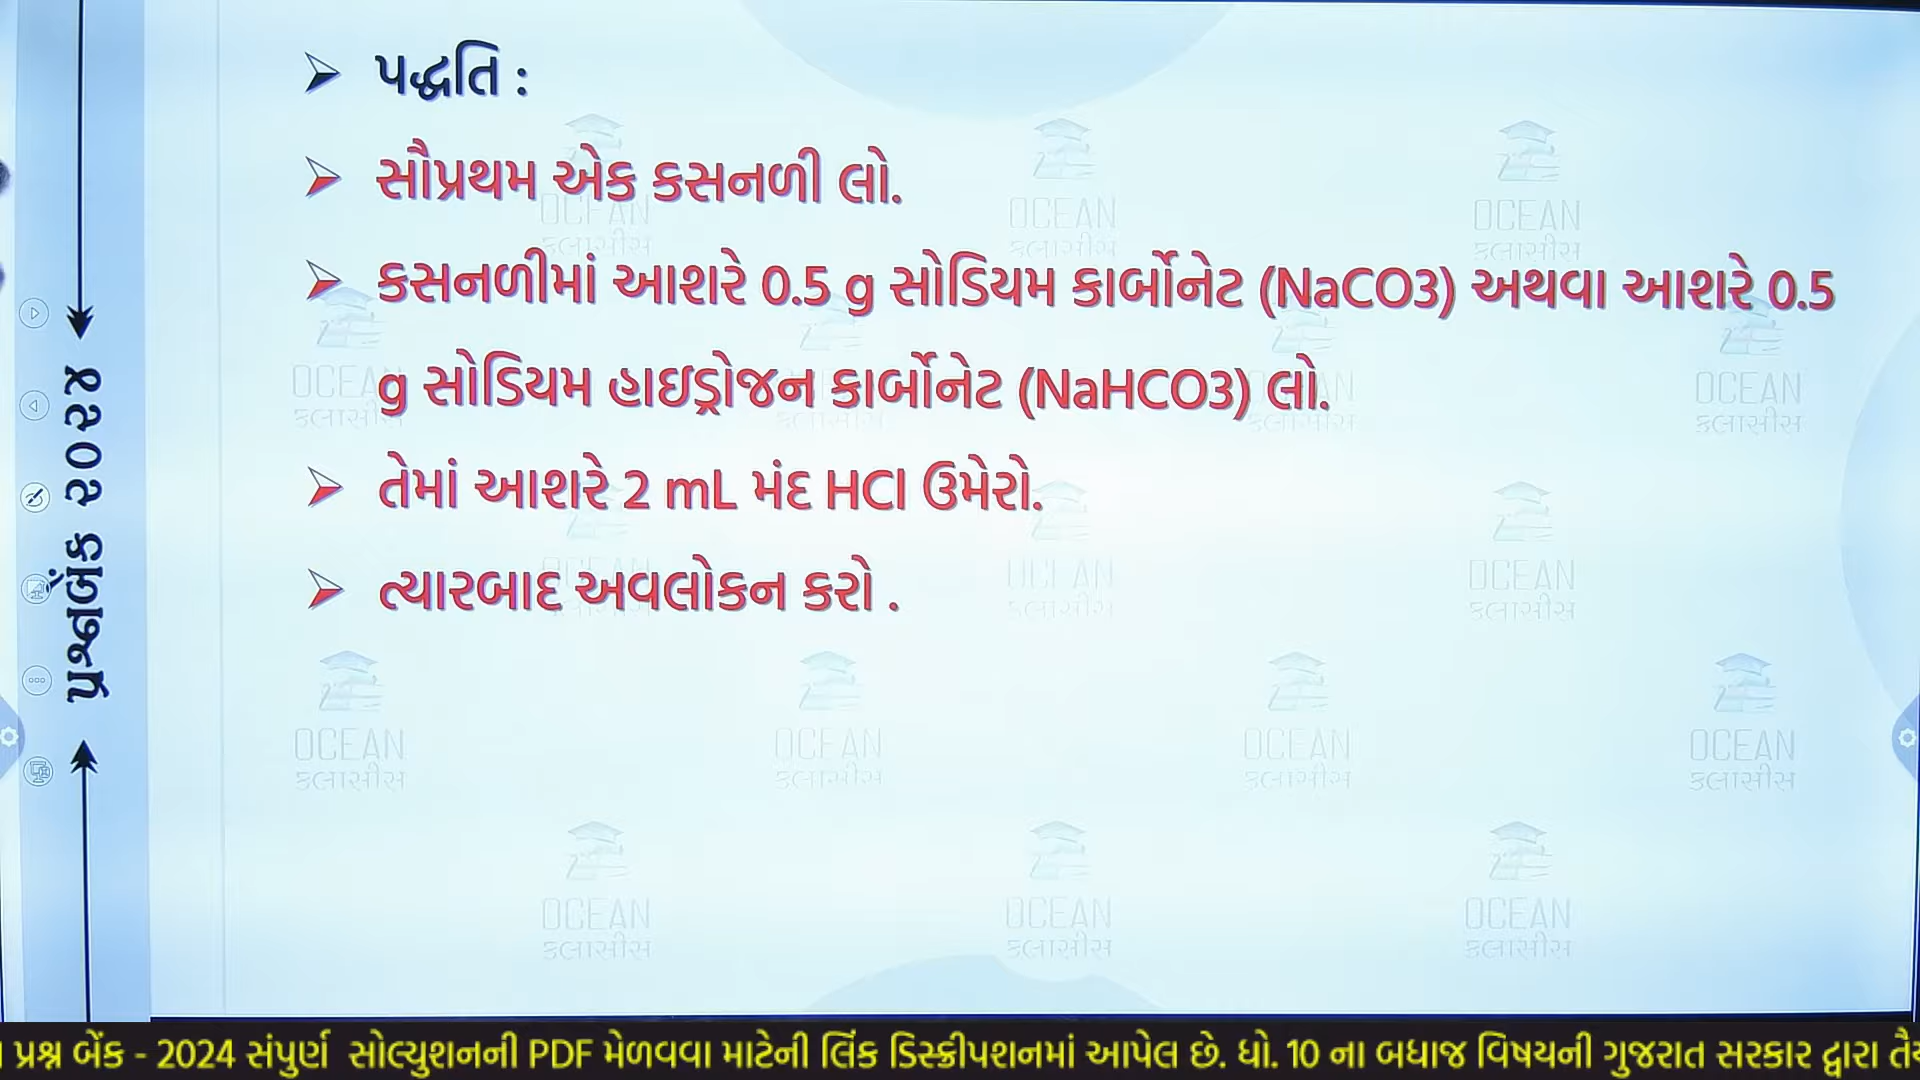 પદ્ધતિ :
સૌપ્રથમ એક કસનળી લો.
કસનળીમાં આશરે 0.5 g સોડિયમ કાર્બોનેટ (NaCO3) અથવા આશરે 0.5
g સોડિયમ હાઇડ્રોજન કાર્બોનેટ (NaHCO3) લો.
તેમાં આશરે 2 mL મંદ HCl ઉમેરો.
ત્યારબાદ અવલોકન કરો .
પ્રશ્નબેંક ૨૦૨૪
OCEAN
કલાસીસ
પ્રશ્ન બેંક - 2024 સંપુર્ણ સોલ્યુશનની PDF મેળવવા માટેની લિંક ડિસ્ક્રીપશનમાં આપેલ છે. ધો. 10 ના બધાજ વિષયની ગુજરાત સરકાર દ્વારા